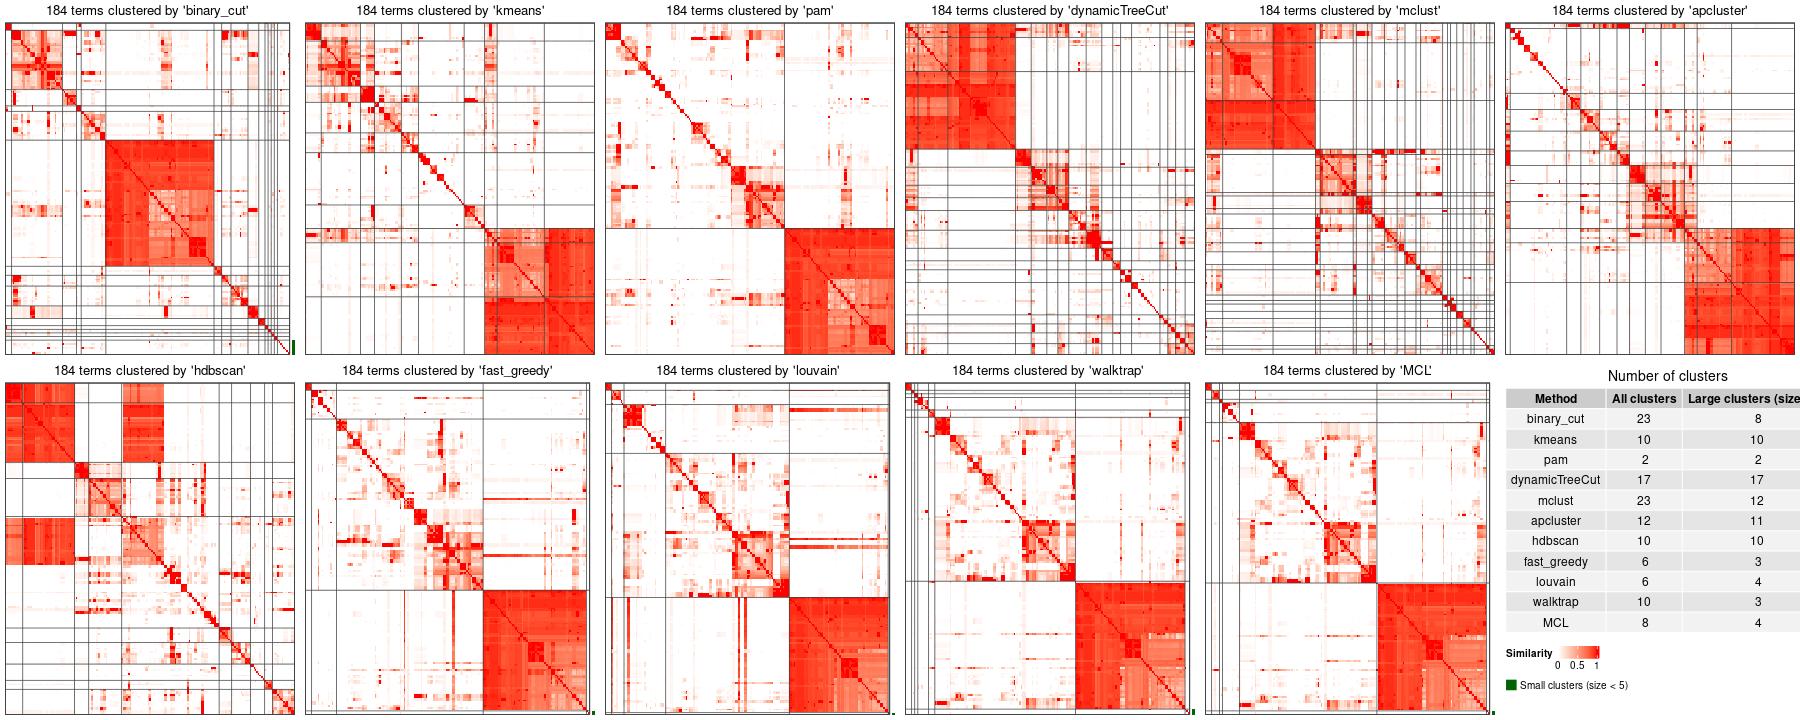 184 terms clustered by 'binary_cut'
184 terms clustered by 'kmeans'
184 terms clustered by 'pam'
184 terms clustered by 'dynamicTreeCut'
184 terms clustered by 'mclust'
184 terms clustered by 'apcluster'
184 terms clustered by 'hdbscan'
184 terms clustered by 'fast_greedy'
184 terms clustered by 'louvain'
184 terms clustered by 'walktrap'
184 terms clustered by 'MCL'
Number of clusters
Method All clusters Large clusters (size
binary_cut 23 8
kmeans 10 10
pam 2 2
dynamicTreeCut 17 17
mclust 23 12
apcluster 12 11
hdbscan 10 10
fast_greedy 6 3
louvain 6 4
walktrap 10 3
MCL 8 4
Similarity
0 0.5 1
Small clusters (size < 5)